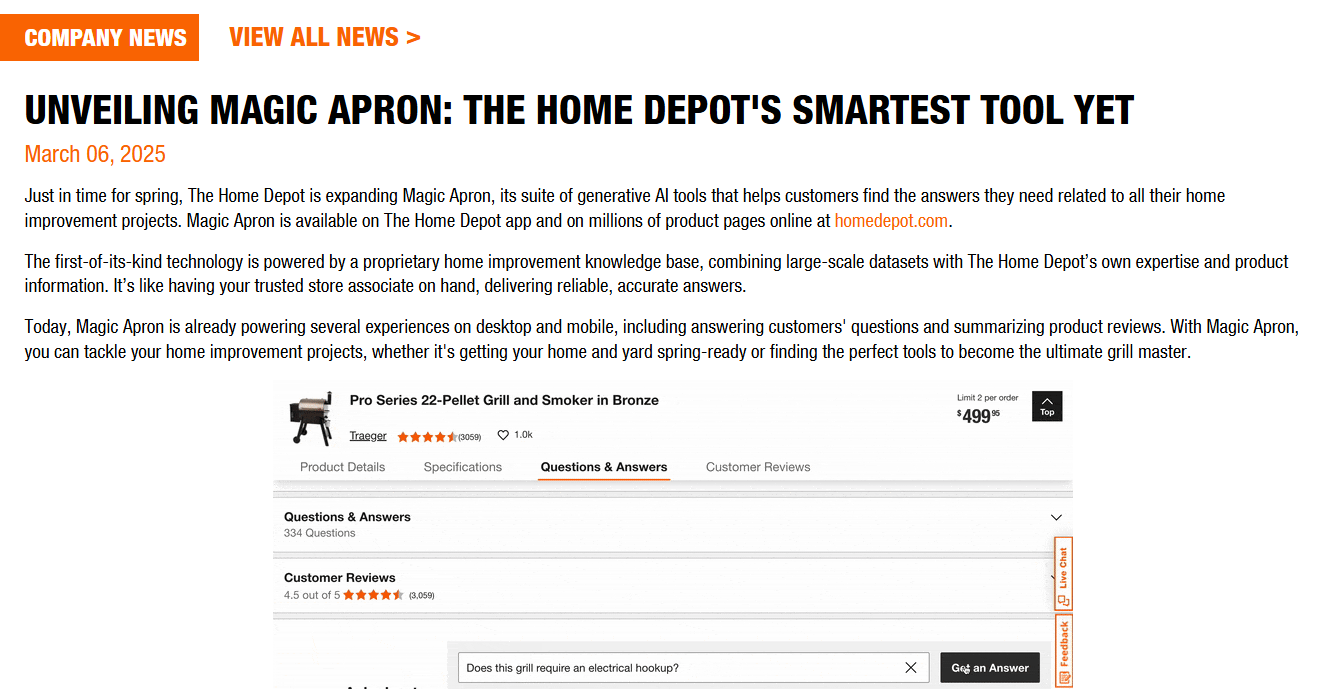 COMPANY NEWS VIEW ALL NEWS >
UNVEILING MAGIC APRON: THE HOME DEPOT'S SMARTEST TOOL YET
March 06, 2025
Just in time for spring, The Home Depot is expanding Magic Apron, its suite of generative AI tools that helps customers find the answers they need related to all their home
improvement projects. Magic Apron is available on The Home Depot app and on millions of product pages online at homedepot.com.
The first-of-its-kind technology is powered by a proprietary home improvement knowledge base, combining large-scale datasets with The Home Depot’s own expertise and product
information. It’s like having your trusted store associate on hand, delivering reliable, accurate answers.
Today, Magic Apron is already powering several experiences on desktop and mobile, including answering customers' questions and summarizing product reviews. With Magic Apron,
you can tackle your home improvement projects, whether it's getting your home and yard spring-ready or finding the perfect tools to become the ultimate grill master.
Pro Series 22-Pellet Grill and Smoker in Bronze
Limit 2 per order
$49995
Top
Traeger (3059) 1.0k
Product Details Specifications Questions & Answers Customer Reviews
Questions & Answers
334 Questions
Customer Reviews
4.5 out of 5 (3,059)
Live Chat
Feedback
Does this grill require an electrical hookup?
Get an Answer